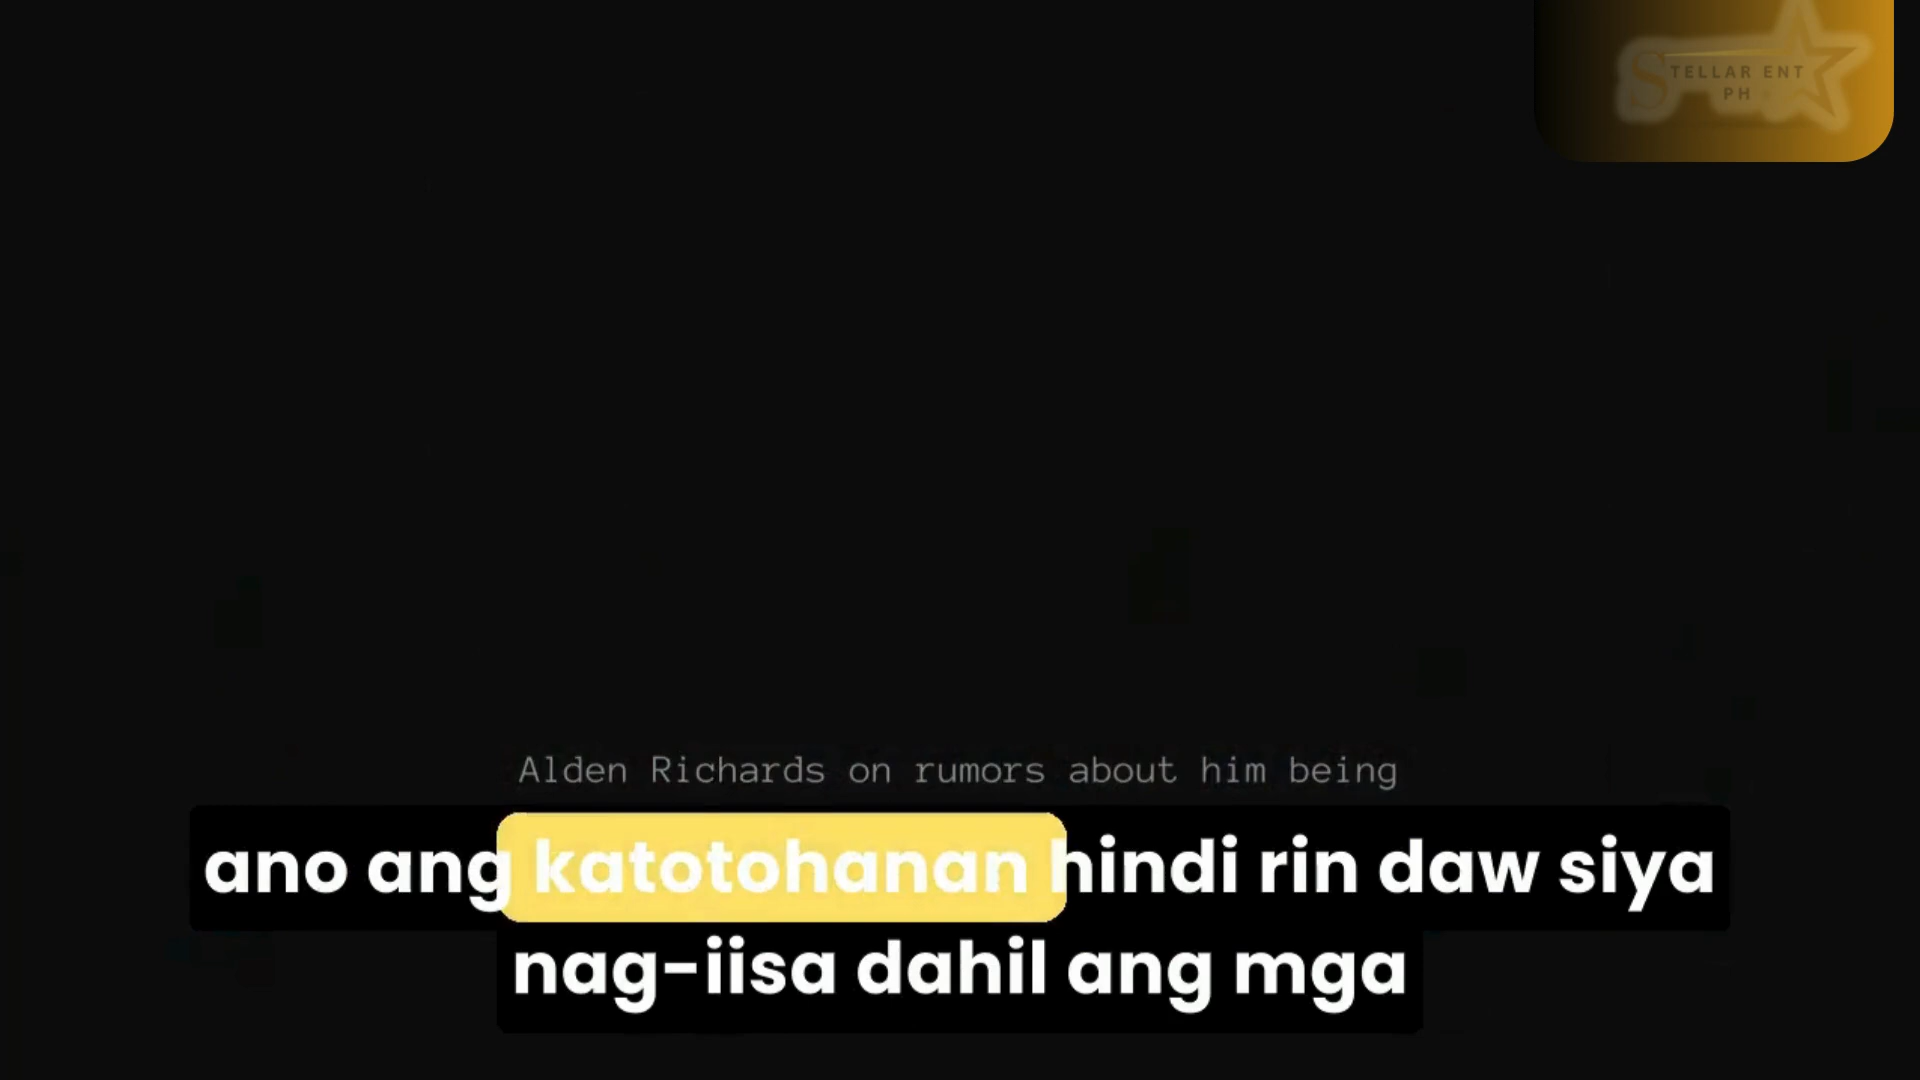 STELLAR ENT
PH
Alden Richards on rumors about him being
ano ang katotohanan hindi rin daw siya
nag-iisa dahil ang mga